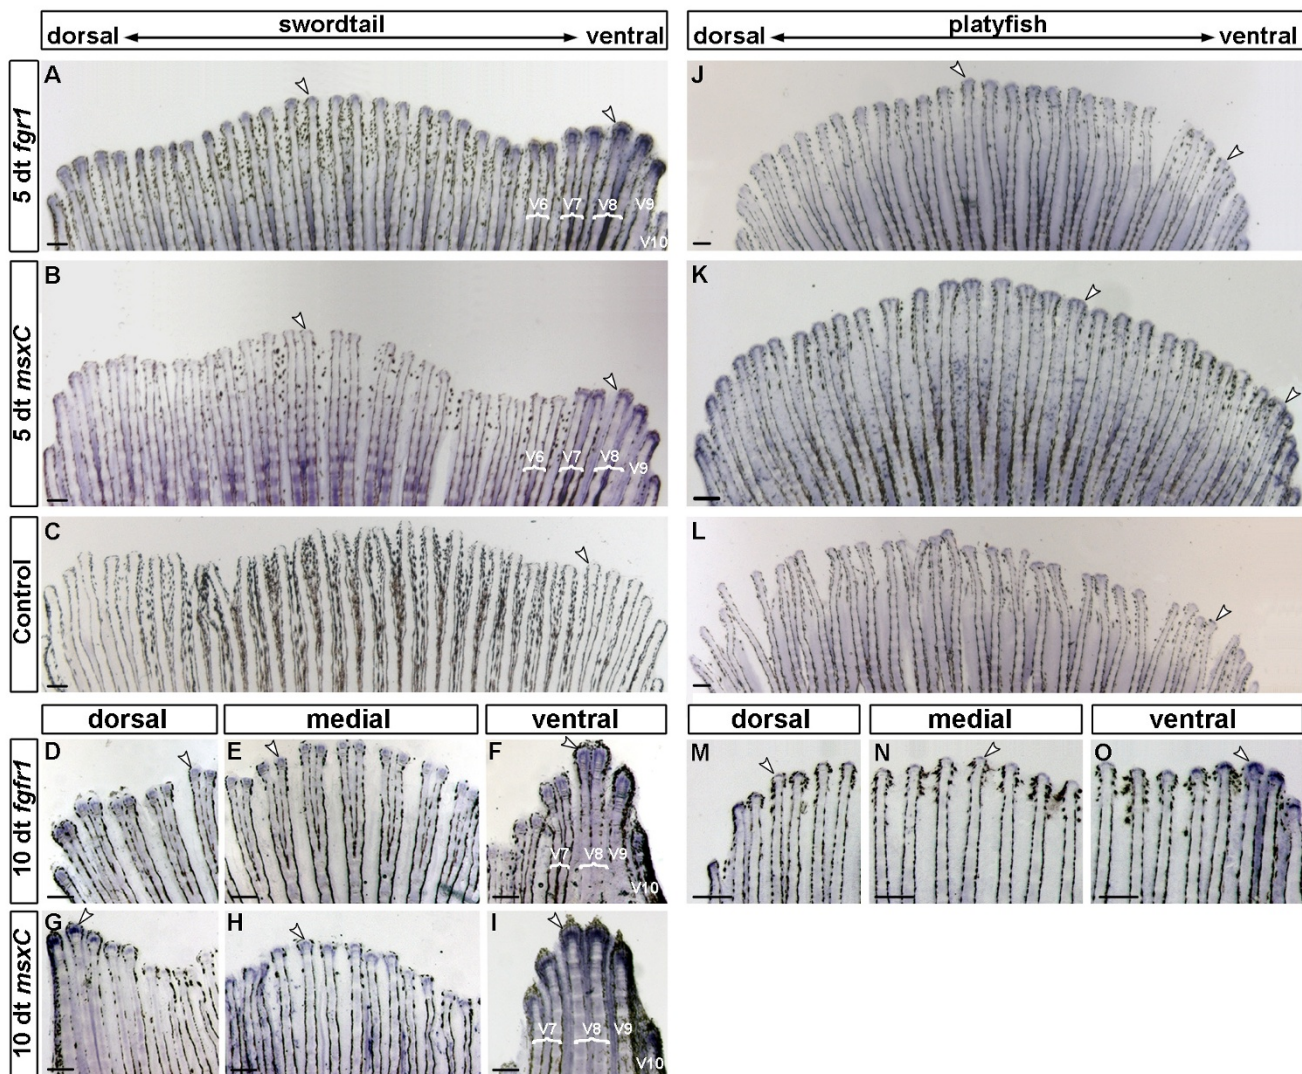 swordtail
dorsal ventral
platyfish
dorsal ventral
5 dt fgr1
A
V6 V7 V8 V9
V10
J
5 dt msxC
B
V6 V7 V8 V9
K
Control
C
L
dorsal medial ventral
dorsal medial ventral
10 dt fgfr1
D
E
F
V7 V8 V9
V10
M
N
O
10 dt msxC
G
H
I
V7 V8 V9
V10